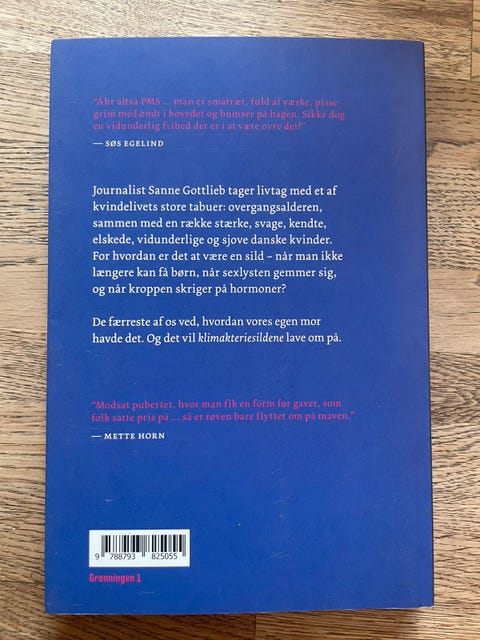 "Åhr altså PMS ... man er småtræt, fuld af væske, pisse-
grim med ondt i hovedet og bumser på hagen. Sikke dog
en vidunderlig frihed der er i at være ovre det!"
— SØS EGELIND
Journalist Sanne Gottlieb tager livtag med et af
kvindelivets store tabuer: overgangsalderen,
sammen med en række stærke, svage, kendte,
elskede, vidunderlige og sjove danske kvinder.
For hvordan er det at være en sild – når man ikke
længere kan få børn, når sexlysten gemmer sig,
og når kroppen skriger på hormoner?
De færreste af os ved, hvordan vores egen mor
havde det. Og det vil klimakteriesildene lave om på.
"Modsat pubertet, hvor man fik en form for gaver, som
folk satte pris på ... så er røven bare flyttet om på maven."
— METTE HORN
9 788793 825055
Grønningen 1